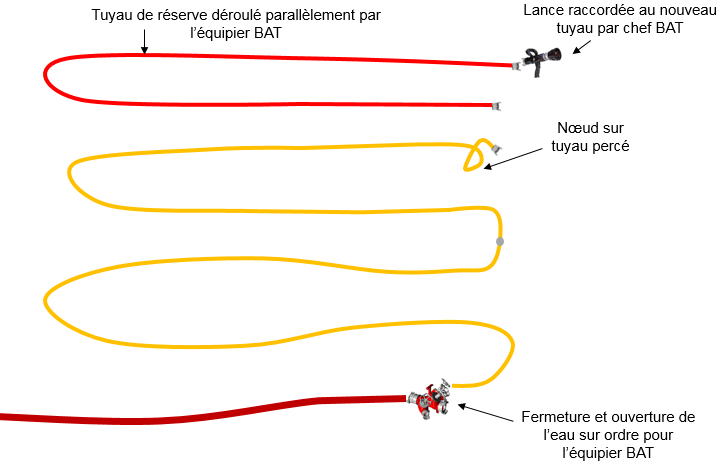 Tuyau de réserve déroulé parallèlement par
l’équipier BAT
Lance raccordée au nouveau
tuyau par chef BAT
Nœud sur
tuyau percé
Fermeture et ouverture de
l’eau sur ordre pour
l’équipier BAT